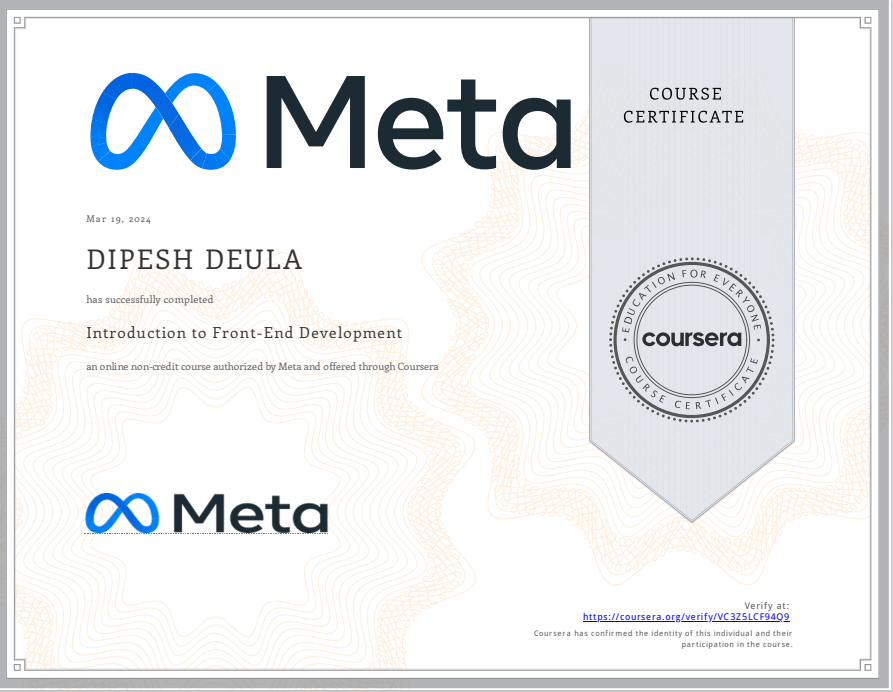 Meta
COURSE
CERTIFICATE
Mar 19, 2024
DIPESH DEULA
has successfully completed
Introduction to Front-End Development
an online non-credit course authorized by Meta and offered through Coursera
EDUCATION FOR EVERYONE
coursera
COURSE CERTIFICATE
Meta
Verify at:
https://coursera.org/verify/VC3Z5LCF94Q9
Coursera has confirmed the identity of this individual and their
participation in the course.